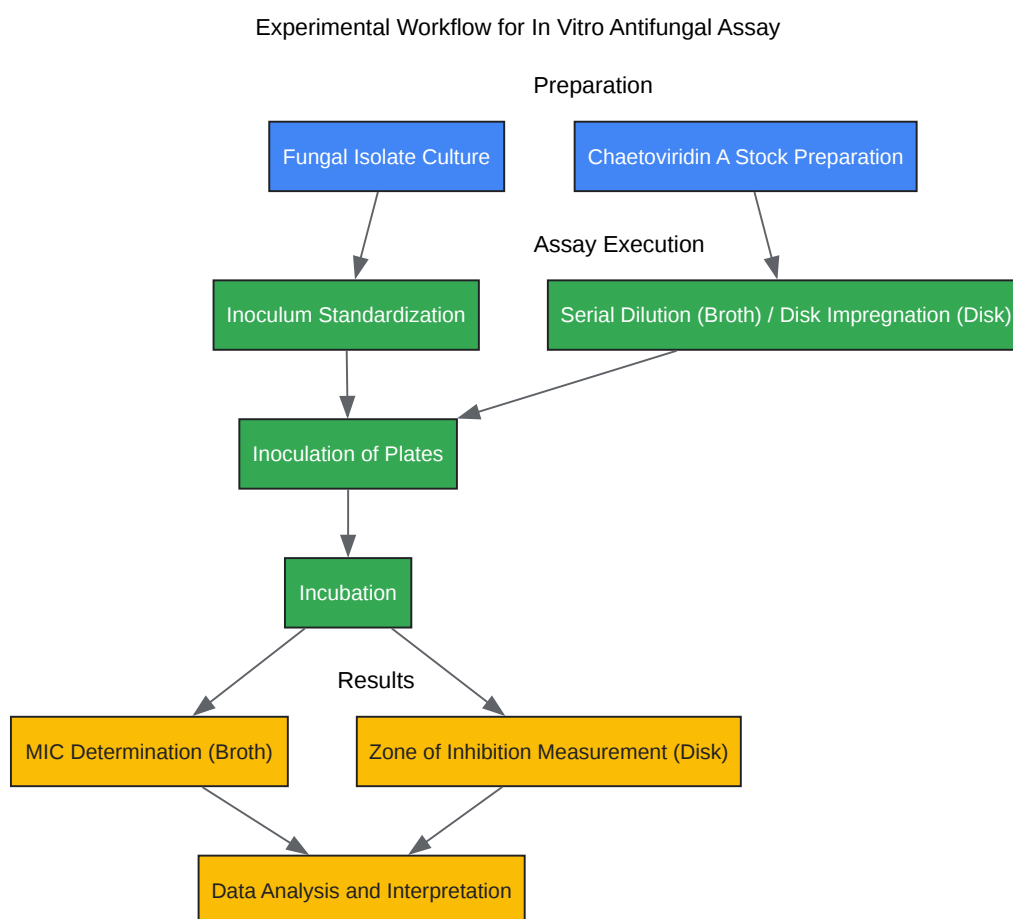 Experimental Workflow for In Vitro Antifungal Assay
Preparation
Fungal Isolate Culture
Chaetoviridin A Stock Preparation
Assay Execution
Inoculum Standardization
Serial Dilution (Broth) / Disk Impregnation (Disk)
Inoculation of Plates
Incubation
Results
MIC Determination (Broth)
Zone of Inhibition Measurement (Disk)
Data Analysis and Interpretation